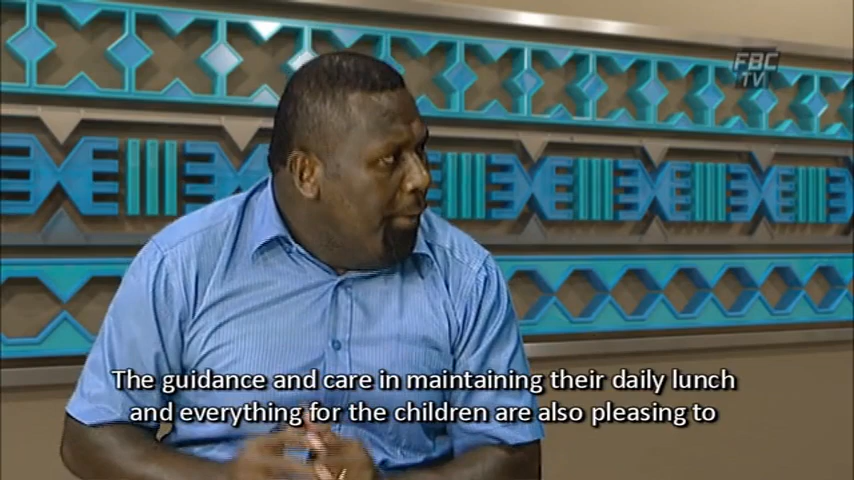 FBC
TV
The guidance and care in maintaining their daily lunch
and everything for the children are also pleasing to